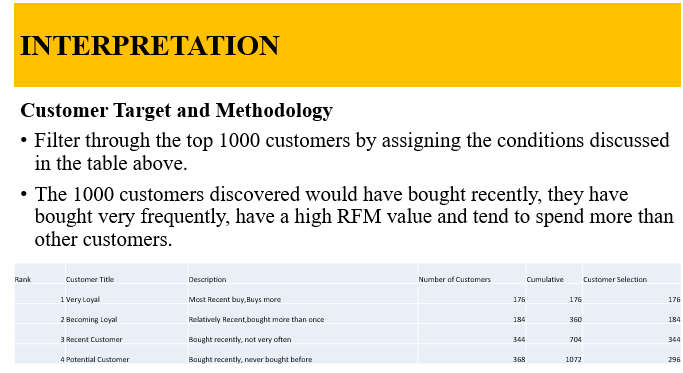 INTERPRETATION
Customer Target and Methodology
• Filter through the top 1000 customers by assigning the conditions discussed
in the table above.
• The 1000 customers discovered would have bought recently, they have
bought very frequently, have a high RFM value and tend to spend more than
other customers.
Rank Customer Title Description Number of Customers Cumulative Customer Selection
1 Very Loyal Most Recent buy,Buys more 176 176 176
2 Becoming Loyal Relatively Recent,bought more than once 184 360 184
3 Recent Customer Bought recently, not very often 344 704 344
4 Potential Customer Bought recently, never bought before 368 1072 296